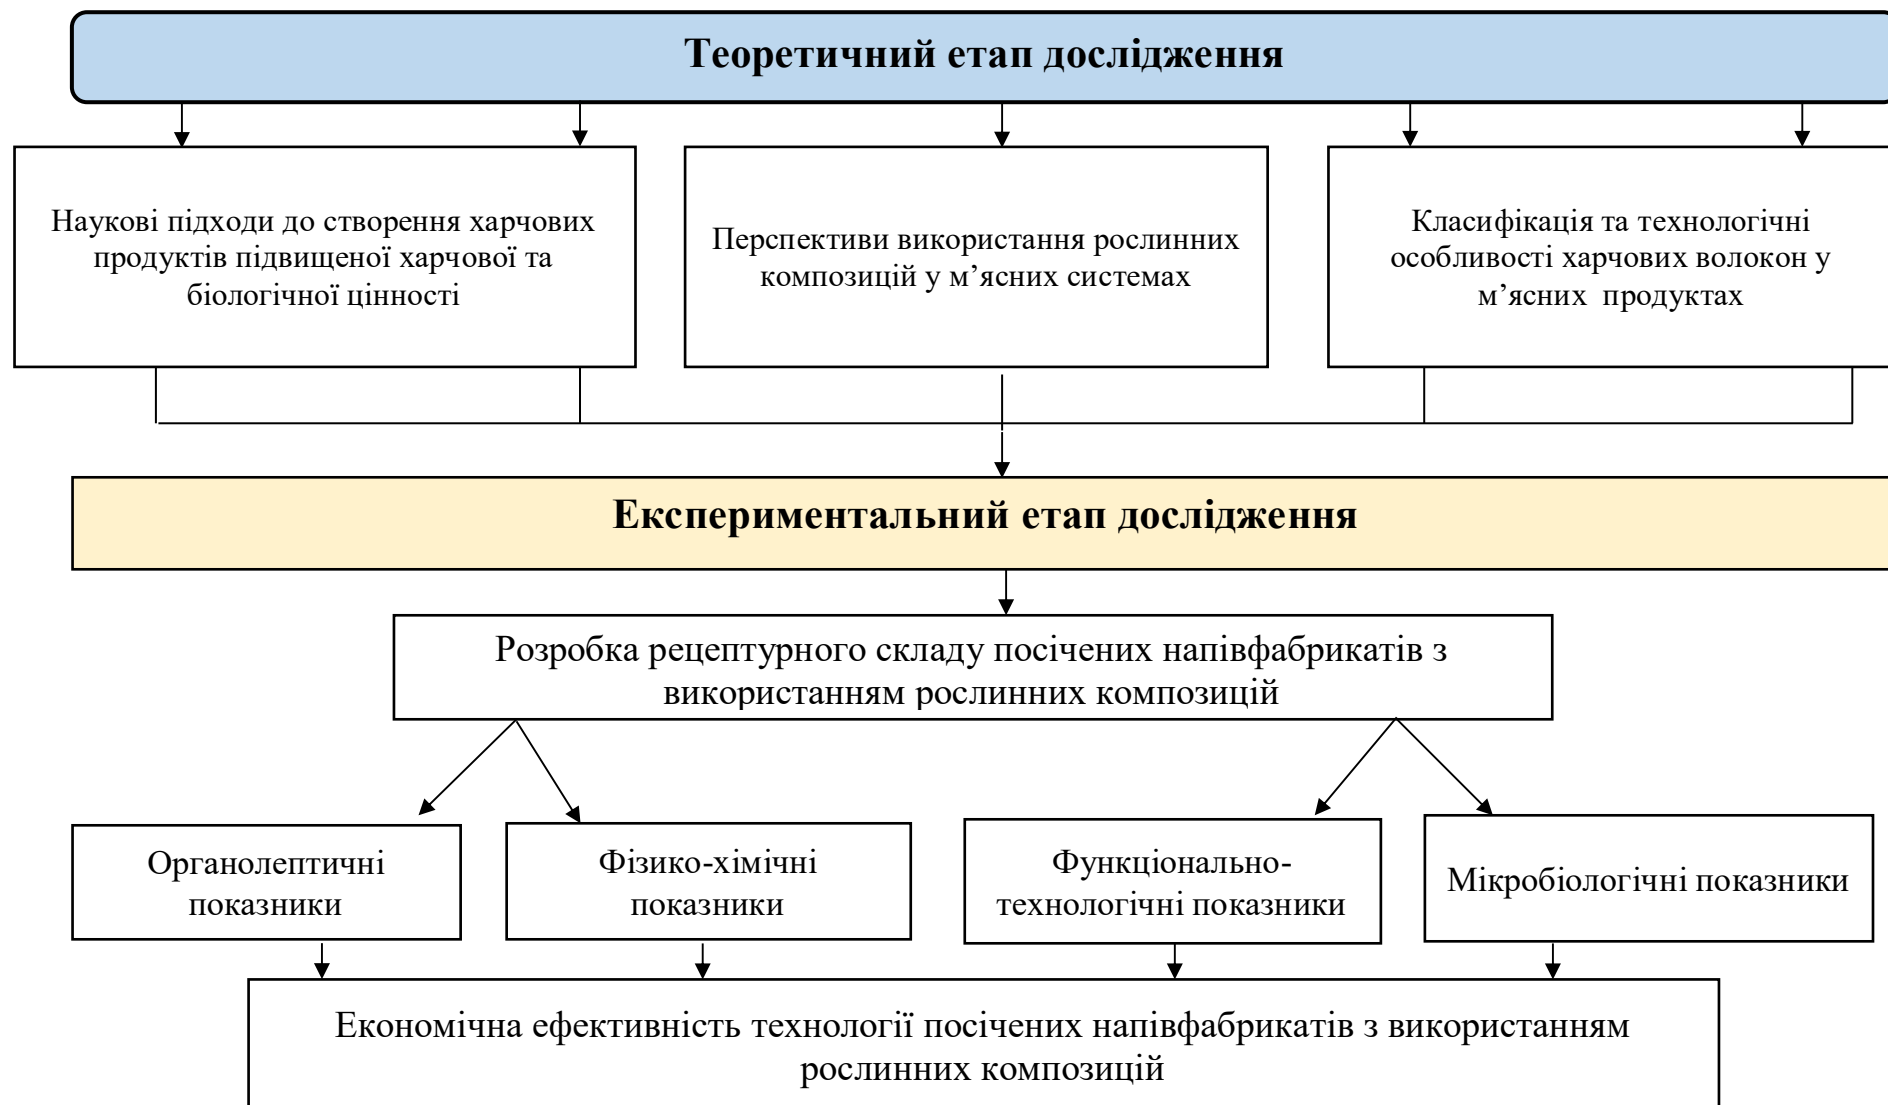 Теоретичний етап дослідження
Наукові підходи до створення харчових
продуктів підвищеної харчової та
біологічної цінності
Перспективи використання рослинних
композицій у м’ясних системах
Класифікація та технологічні
особливості харчових волокон у
м’ясних продуктах
Експериментальний етап дослідження
Розробка рецептурного складу посічених напівфабрикатів з
використанням рослинних композицій
Органолептичні
показники
Фізико-хімічні
показники
Функціонально-
технологічні показники
Мікробіологічні показники
Економічна ефективність технології посічених напівфабрикатів з використанням
рослинних композицій